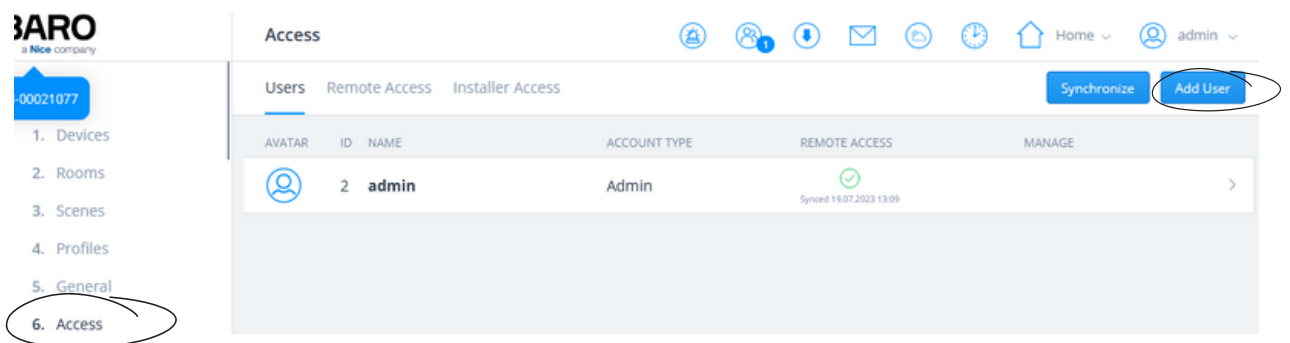 BARO
a Nice company
-00021077
1. Devices
2. Rooms
3. Scenes
4. Profiles
5. General
6. Access
Access
1
Home
admin
Users Remote Access Installer Access
Synchronize Add User
AVATAR ID NAME ACCOUNT TYPE REMOTE ACCESS MANAGE
2 admin Admin
Synced 19.07.2023 13:09